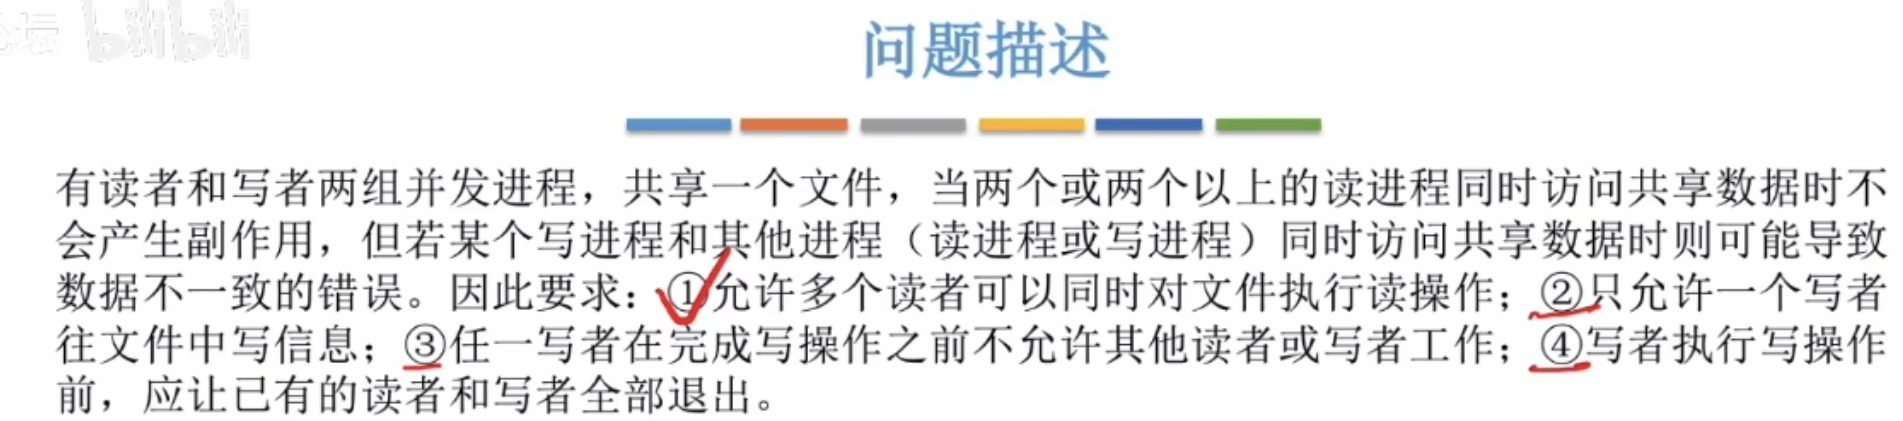 坛 bilibili
问题描述
有读者和写者两组并发进程，共享一个文件，当两个或两个以上的读进程同时访问共享数据时不
会产生副作用，但若某个写进程和其他进程（读进程或写进程）同时访问共享数据时则可能导致
数据不一致的错误。因此要求：①允许多个读者可以同时对文件执行读操作；②只允许一个写者
往文件中写信息；③任一写者在完成写操作之前不允许其他读者或写者工作；④写者执行写操作
前，应让已有的读者和写者全部退出。